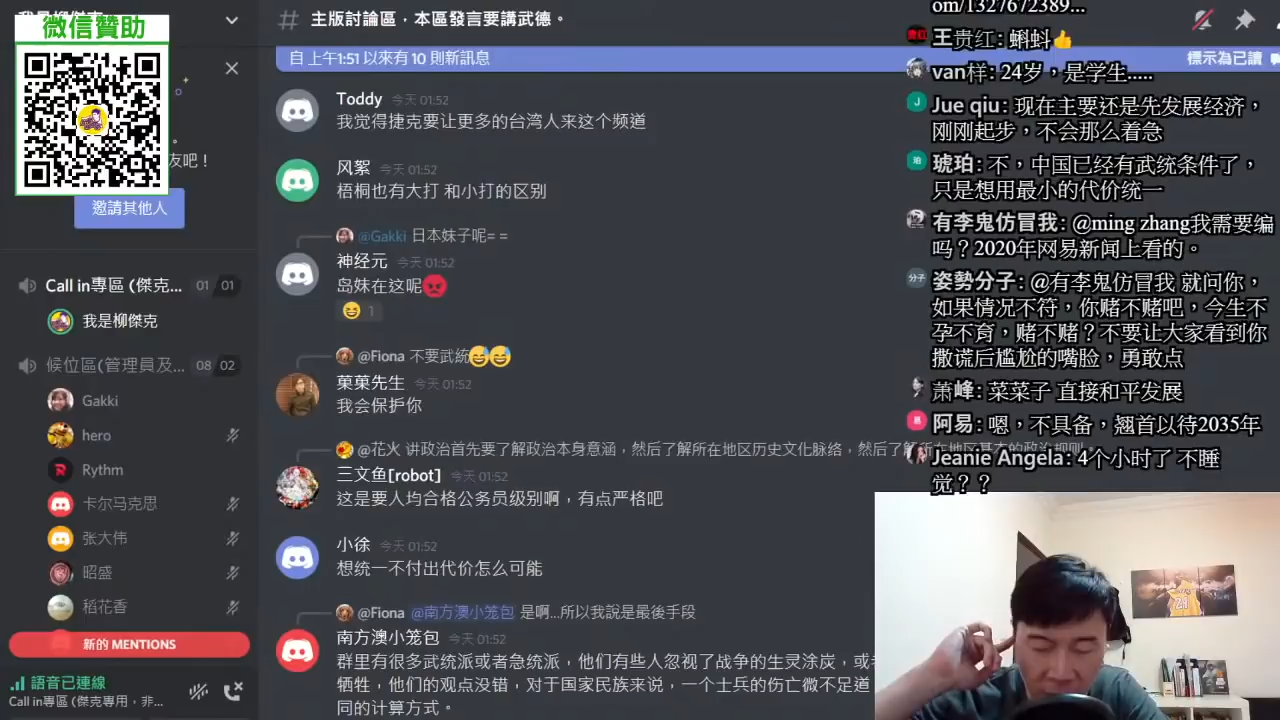 微信贊助
友吧！
邀請其他人
Call in專區 (傑克... 01 01
我是柳傑克
候位區(管理員及... 08 02
Gakki
hero
Rythm
卡尔马克思
张大伟
昭盛
稻花香
新的 MENTIONS
語音已連線
Call in專區 (傑克專用，非...
主版討論區，本區發言要講武德。
自 上午1:51 以來有 10 則新訊息
標示為已讀
Toddy 今天 01:52
我觉得捷克要让更多的台湾人来这个频道
风絮 今天 01:52
梧桐也有大打 和小打的区别
@Gakki 日本妹子呢= =
神经元 今天 01:52
岛妹在这呢😡
😆 1
@Fiona 不要武統😅😅
菓菓先生 今天 01:52
我会保护你
@花火 讲政治首先要了解政治本身意涵，然后了解所在地区历史文化脉络，然后了解所在地区基本的政治规则。
三文鱼[robot] 今天 01:52
这是要人均合格公务员级别啊，有点严格吧
小徐 今天 01:52
想统一不付出代价怎么可能
@Fiona @南方澳小笼包 是啊...所以我說是最後手段
南方澳小笼包 今天 01:52
群里有很多武统派或者急统派，他们有些人忽视了战争的生灵涂炭，或者
牺牲，他们的观点没错，对于国家民族来说，一个士兵的伤亡微不足道
同的计算方式。
om/1327672389...
王贵红: 蝌蚪👍
van样: 24岁，是学生.....
Jue qiu: 现在主要还是先发展经济，
刚刚起步，不会那么着急
琥珀: 不，中国已经有武统条件了，
只是想用最小的代价统一
有李鬼仿冒我: @ming zhang我需要编
吗？2020年网易新闻上看的。
姿勢分子: @有李鬼仿冒我 就问你，
如果情况不符，你赌不赌吧，今生不
孕不育，赌不赌？不要让大家看到你
撒谎后尴尬的嘴脸，勇敢点
萧峰: 菜菜子 直接和平发展
阿易: 嗯，不具备，翘首以待2035年
Jeanie Angela: 4个小时了 不睡
觉？？